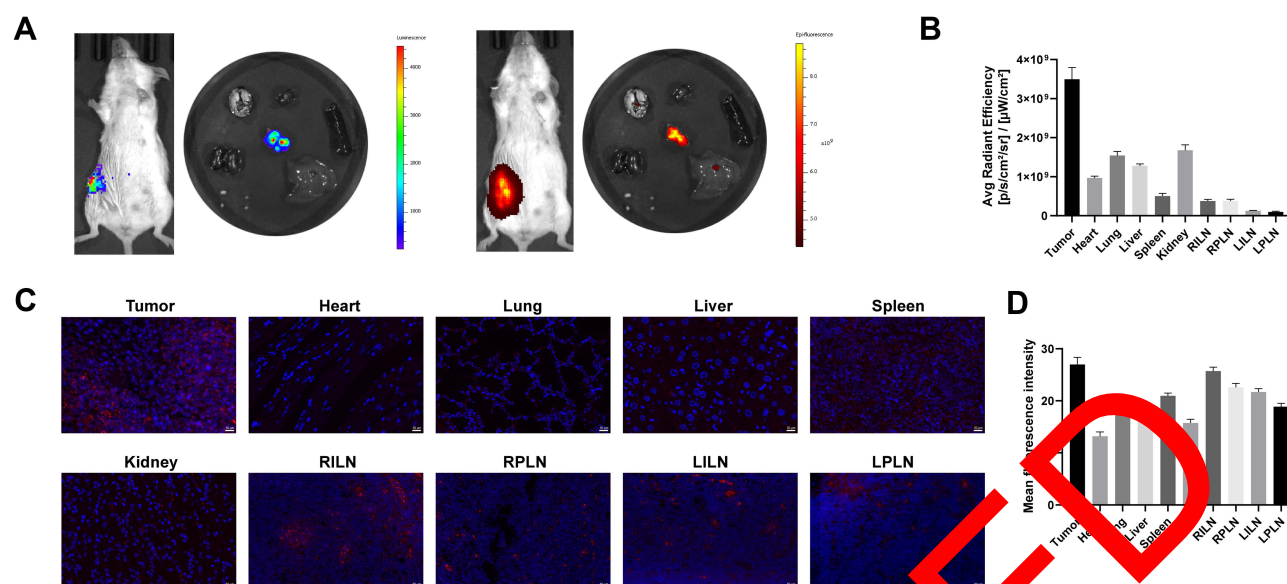 A
Luminescence
4000
3000
2000
1000
Epi-fluorescence
8.0
7.0
x10⁹
6.0
5.0
B
Avg Radiant Efficiency
[p/s/cm²/sr] / [µW/cm²]
4×10⁹
3×10⁹
2×10⁹
1×10⁹
0
Tumor
Heart
Lung
Liver
Spleen
Kidney
RILN
RPLN
LILN
LPLN
C
Tumor
Heart
Lung
Liver
Spleen
Kidney
RILN
RPLN
LILN
LPLN
D
Mean fluorescence intensity
30
20
0
Tumor
Liver
Spleen
RILN
RPLN
LILN
LPLN